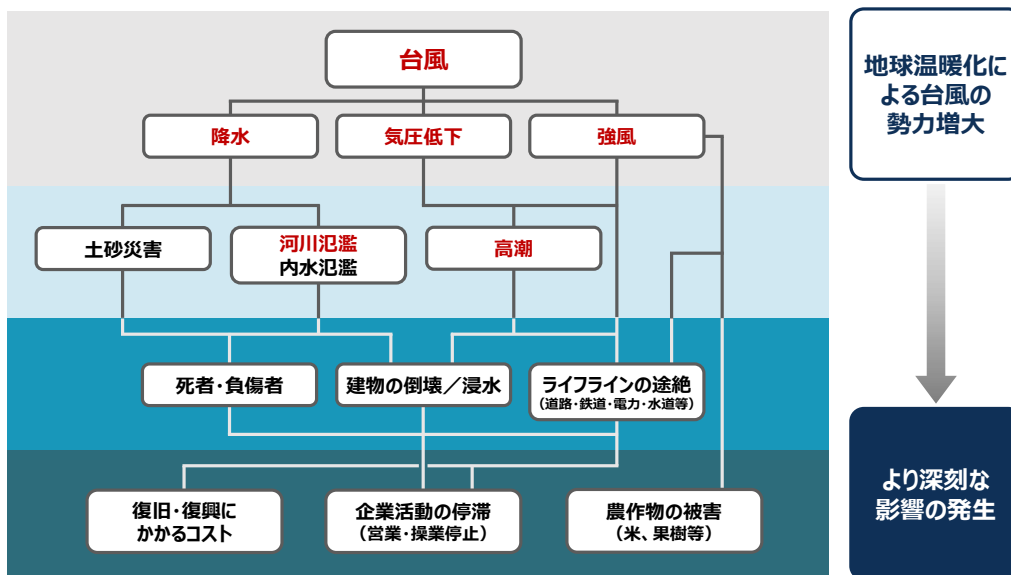 台風
降水
気圧低下
強風
土砂災害
河川氾濫
内水氾濫
高潮
死者・負傷者
建物の倒壊／浸水
ライフラインの途絶
（道路・鉄道・電力・水道等）
復旧・復興に
かかるコスト
企業活動の停滞
（営業・操業停止）
農作物の被害
（米、果樹等）
地球温暖化に
よる台風の
勢力増大
より深刻な
影響の発生